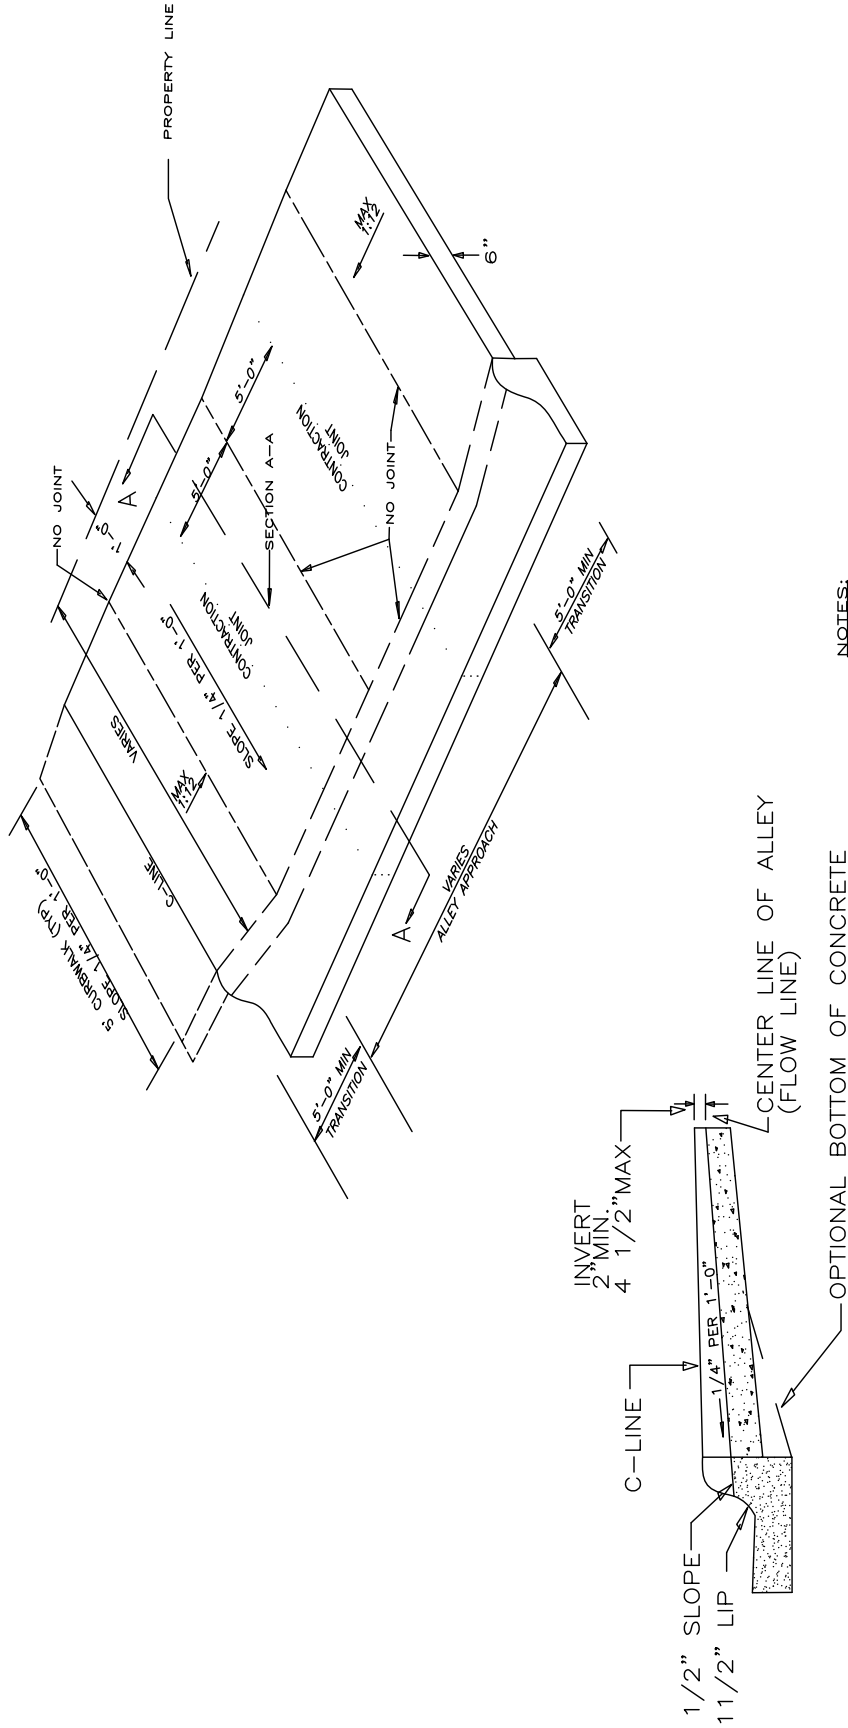 PROPERTY LINE
NO JOINT
1'-0"
A
MAX
1:12
6"
5'-0"
5'-0"
CONTRACTION
JOINT
SECTION A-A
NO JOINT
CONTRACTION
JOINT
SLOPE 1/4" PER 1'-0"
VARIES
MAX
1:12
C-LINE
5' CURBWALK (TYP)
SLOPE 1/4" PER 1'-0"
5'-0" MIN
TRANSITION
A
VARIES
ALLEY APPROACH
5'-0" MIN
TRANSITION
NOTES:
INVERT
2"MIN.
4 1/2"MAX
C-LINE
1/4" PER 1'-0"
1/2" SLOPE
11/2" LIP
CENTER LINE OF ALLEY
(FLOW LINE)
OPTIONAL BOTTOM OF CONCRETE